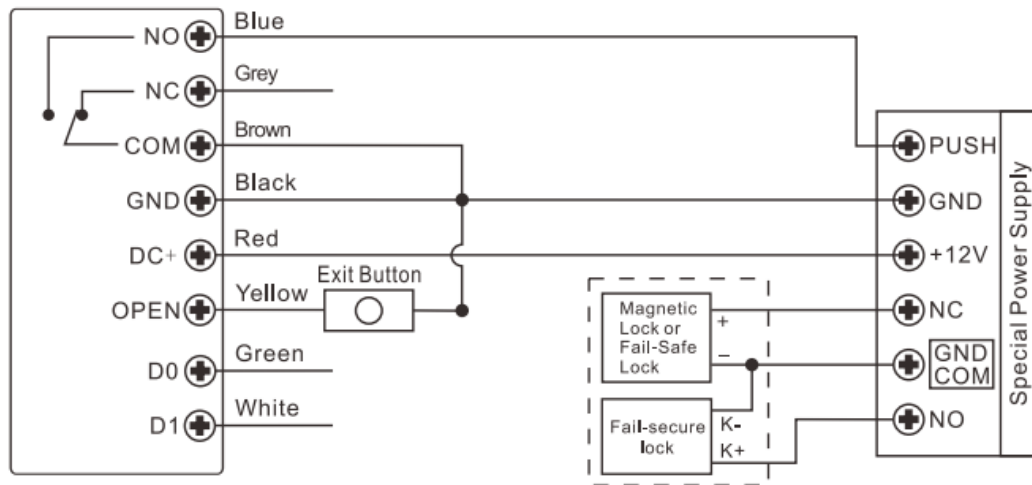 NO
Blue
NC
Grey
COM
Brown
GND
Black
DC+
Red
OPEN
Yellow
Exit Button
D0
Green
D1
White
Magnetic
Lock or
Fail-Safe
Lock
+
–
Fail-secure
lock
K-
K+
PUSH
GND
+12V
NC
GND
COM
NO
Special Power Supply